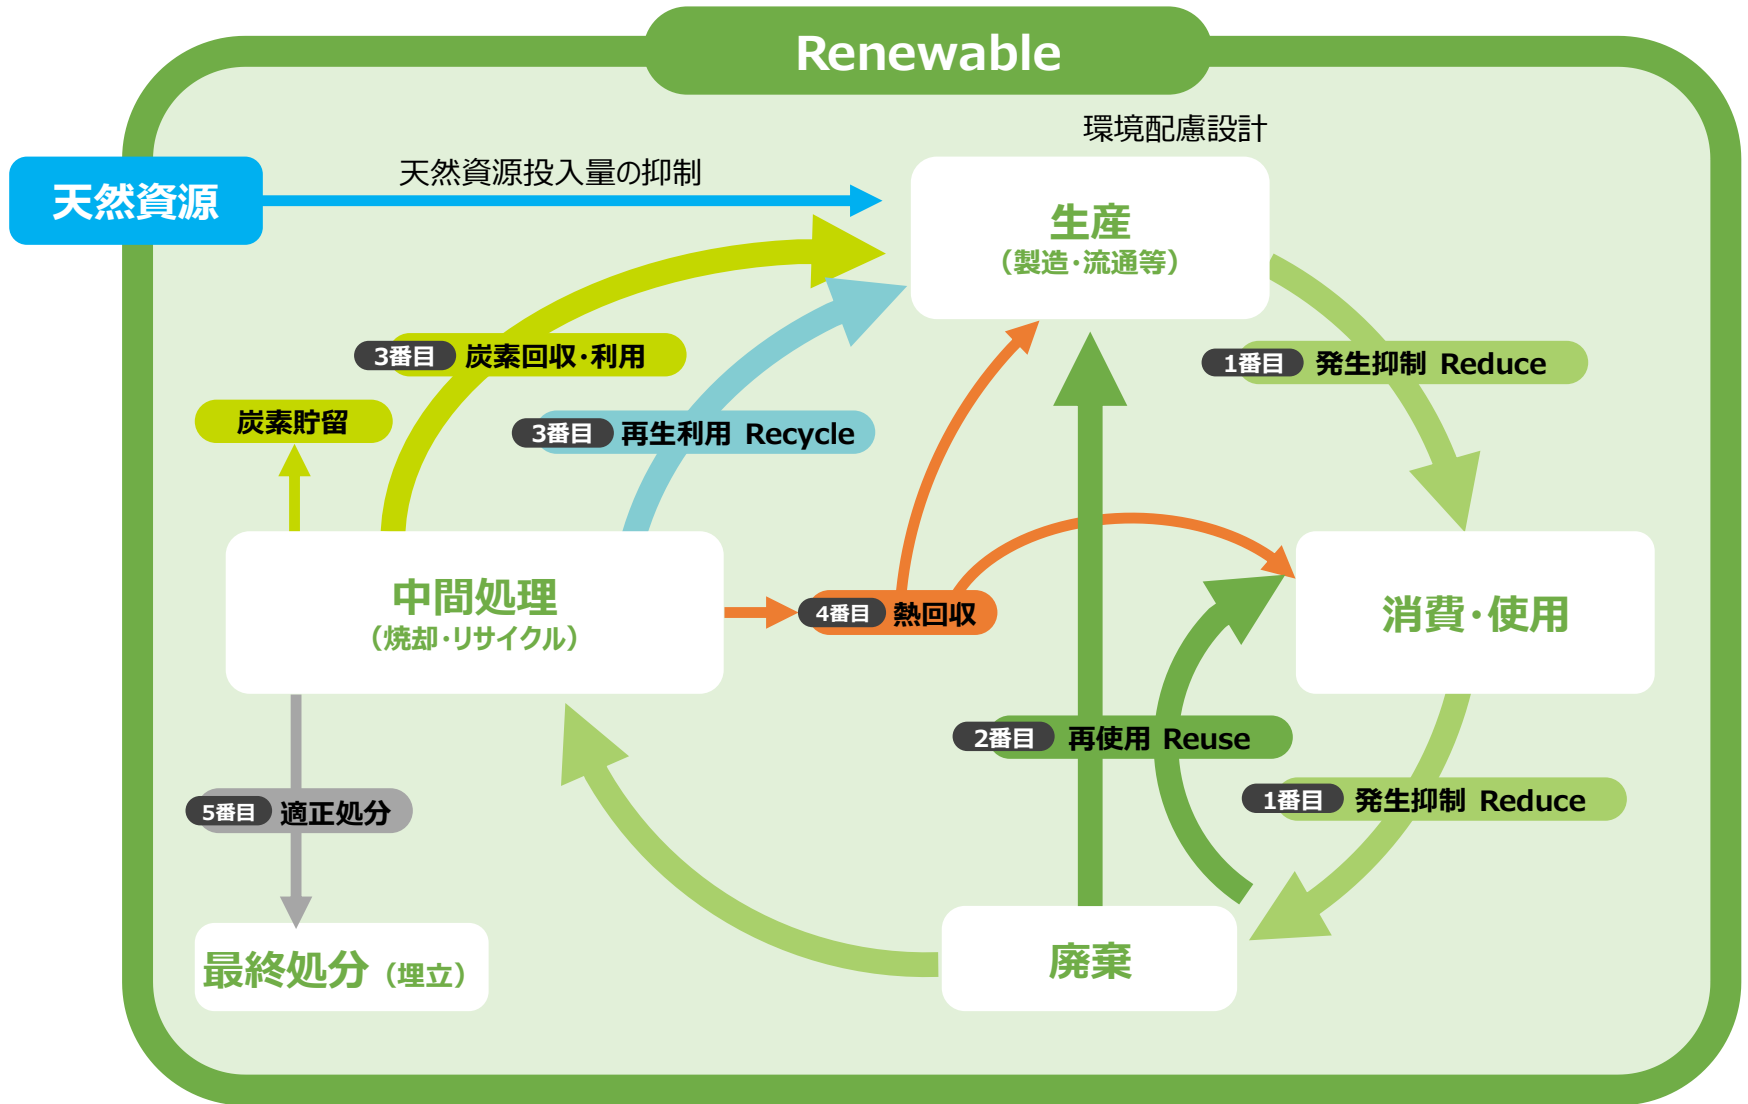 Renewable
環境配慮設計
天然資源
天然資源投入量の抑制
生産
（製造・流通等）
3番目 炭素回収・利用
1番目 発生抑制 Reduce
炭素貯留
3番目 再生利用 Recycle
中間処理
（焼却・リサイクル）
4番目 熱回収
消費・使用
2番目 再使用 Reuse
1番目 発生抑制 Reduce
5番目 適正処分
廃棄
最終処分（埋立）